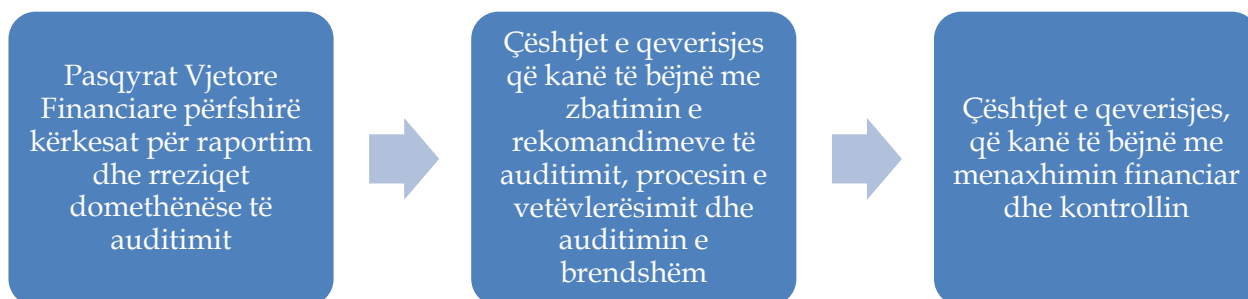 Pasqyrat Vjetore
Financiare përfshirë
kërkesat për raportim
dhe rreziqet
domethënëse të
auditimit
Çështjet e qeverisjes
që kanë të bëjnë me
zbatimin e
rekomandimeve të
auditimit, procesin e
vetëvlerësimit dhe
auditimin e
brendshëm
Çështjet e qeverisjes,
që kanë të bëjnë me
menaxhimin financiar
dhe kontrollin